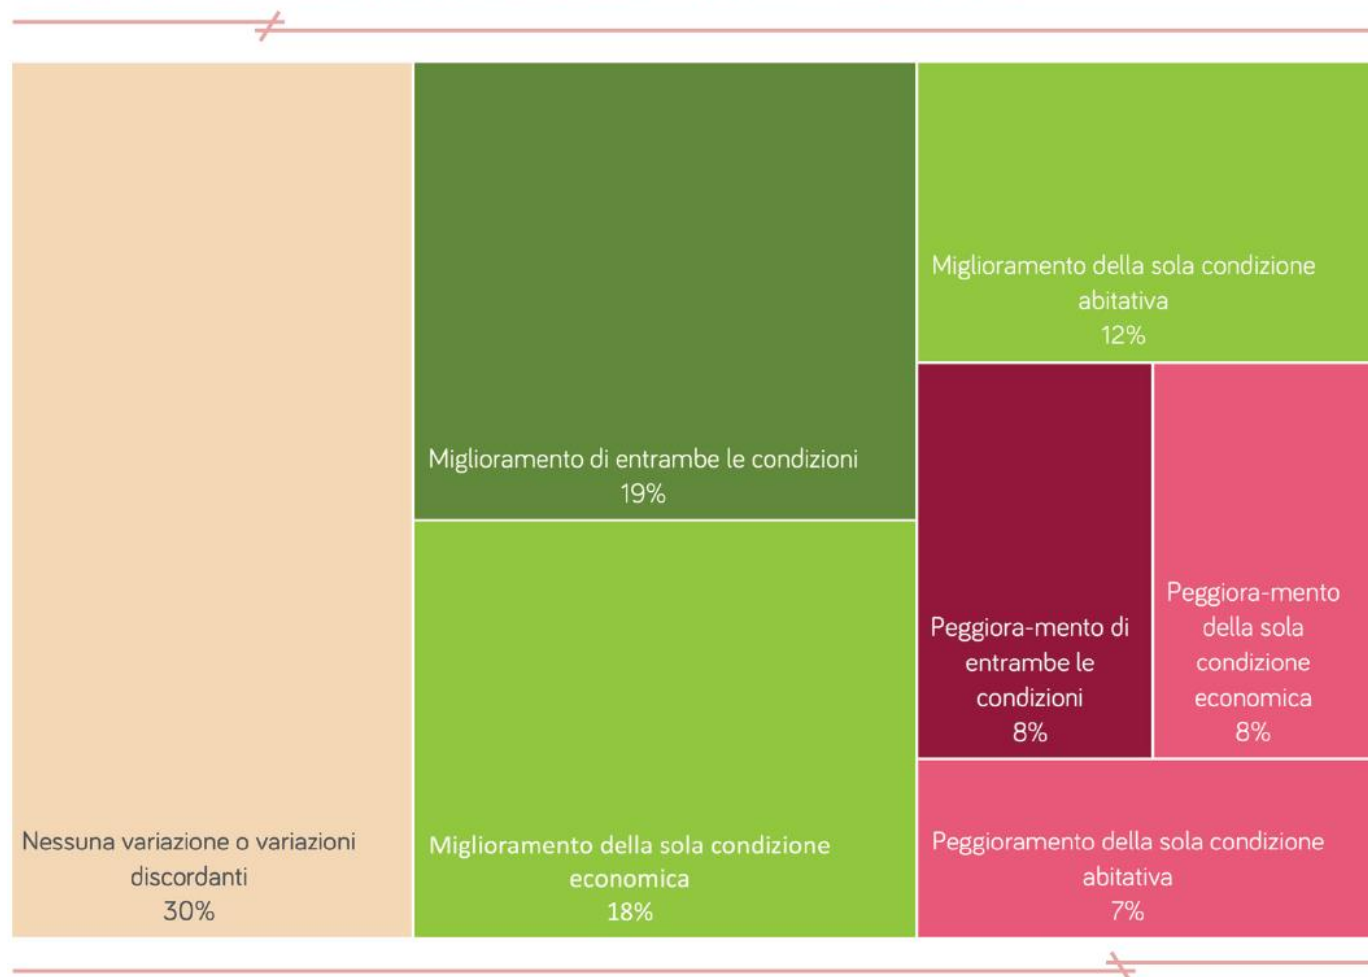 Nessuna variazione o variazioni
discordanti
30%
Miglioramento di entrambe le condizioni
19%
Miglioramento della sola condizione
economica
18%
Miglioramento della sola condizione
abitativa
12%
Peggiora-mento di
entrambe le
condizioni
8%
Peggiora-mento
della sola
condizione
economica
8%
Peggioramento della sola condizione
abitativa
7%